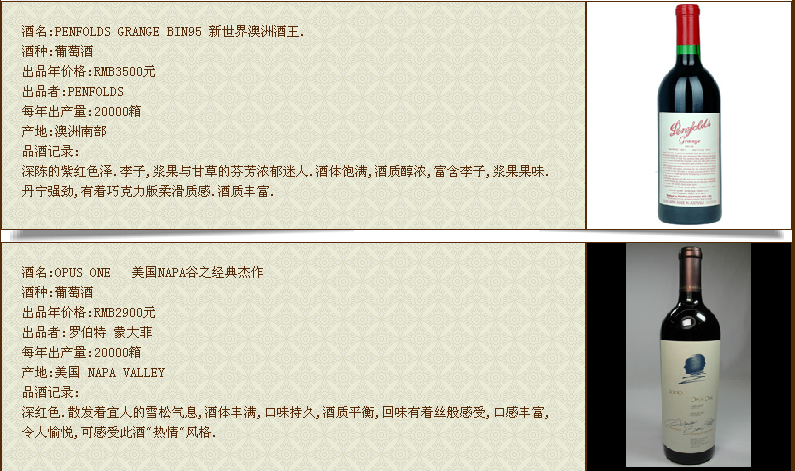 酒名:PENFOLDS GRANGE BIN95 新世界澳洲酒王.
酒种:葡萄酒
出品年价格:RMB3500元
出品者:PENFOLDS
每年出产量:20000箱
产地:澳洲南部
品酒记录:
深陈的紫红色泽.李子,浆果与甘草的芬芳浓郁迷人.酒体饱满,酒质醇浓,富含李子,浆果果味.
丹宁强劲,有着巧克力版柔滑质感.酒质丰富.
Penfolds
Grange
酒名:OPUS ONE 美国NAPA谷之经典杰作
酒种:葡萄酒
出品年价格:RMB2900元
出品者:罗伯特 蒙大菲
每年出产量:20000箱
产地:美国 NAPA VALLEY
品酒记录:
深红色.散发着宜人的雪松气息,酒体丰满,口味持久,酒质平衡,回味有着丝般感受,口感丰富,
令人愉悦,可感受此酒“热情”风格.